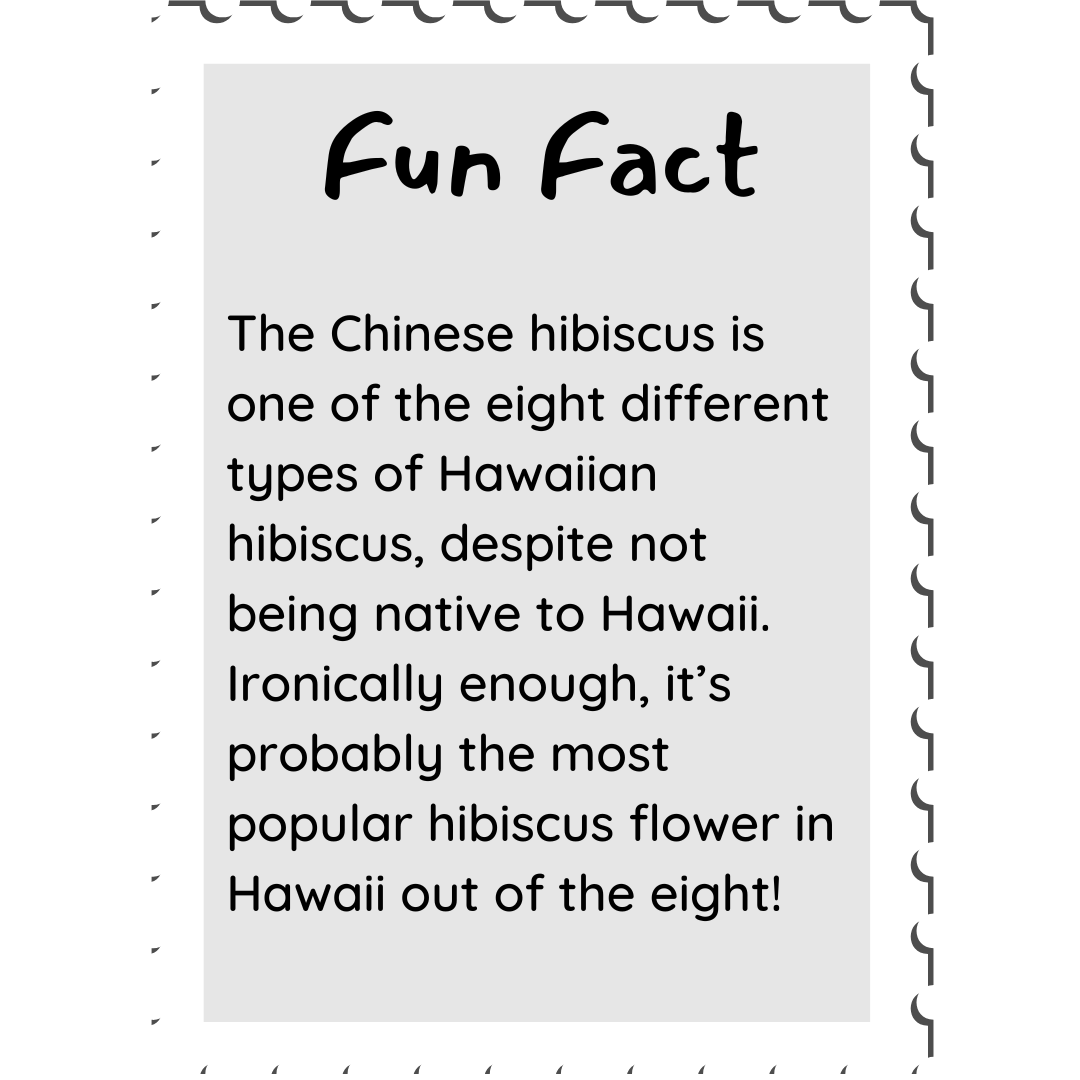 Fun Fact
The Chinese hibiscus is
one of the eight different
types of Hawaiian
hibiscus, despite not
being native to Hawaii.
Ironically enough, it’s
probably the most
popular hibiscus flower in
Hawaii out of the eight!